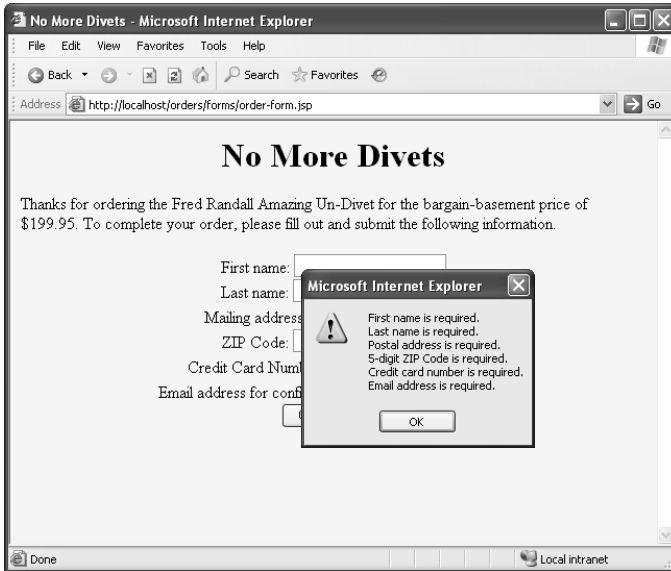 No More Divets - Microsoft Internet Explorer
File Edit View Favorites Tools Help
Back Search Favorites
Address http://localhost/orders/forms/order-form.jsp Go
No More Divets
Thanks for ordering the Fred Randall Amazing Un-Divet for the bargain-basement price of
$199.95. To complete your order, please fill out and submit the following information.
First name:
Last name:
Mailing address
ZIP Code:
Credit Card Num
Email address for conf
Microsoft Internet Explorer
First name is required.
Last name is required.
Postal address is required.
5-digit ZIP Code is required.
Credit card number is required.
Email address is required.
OK
Done Local intranet